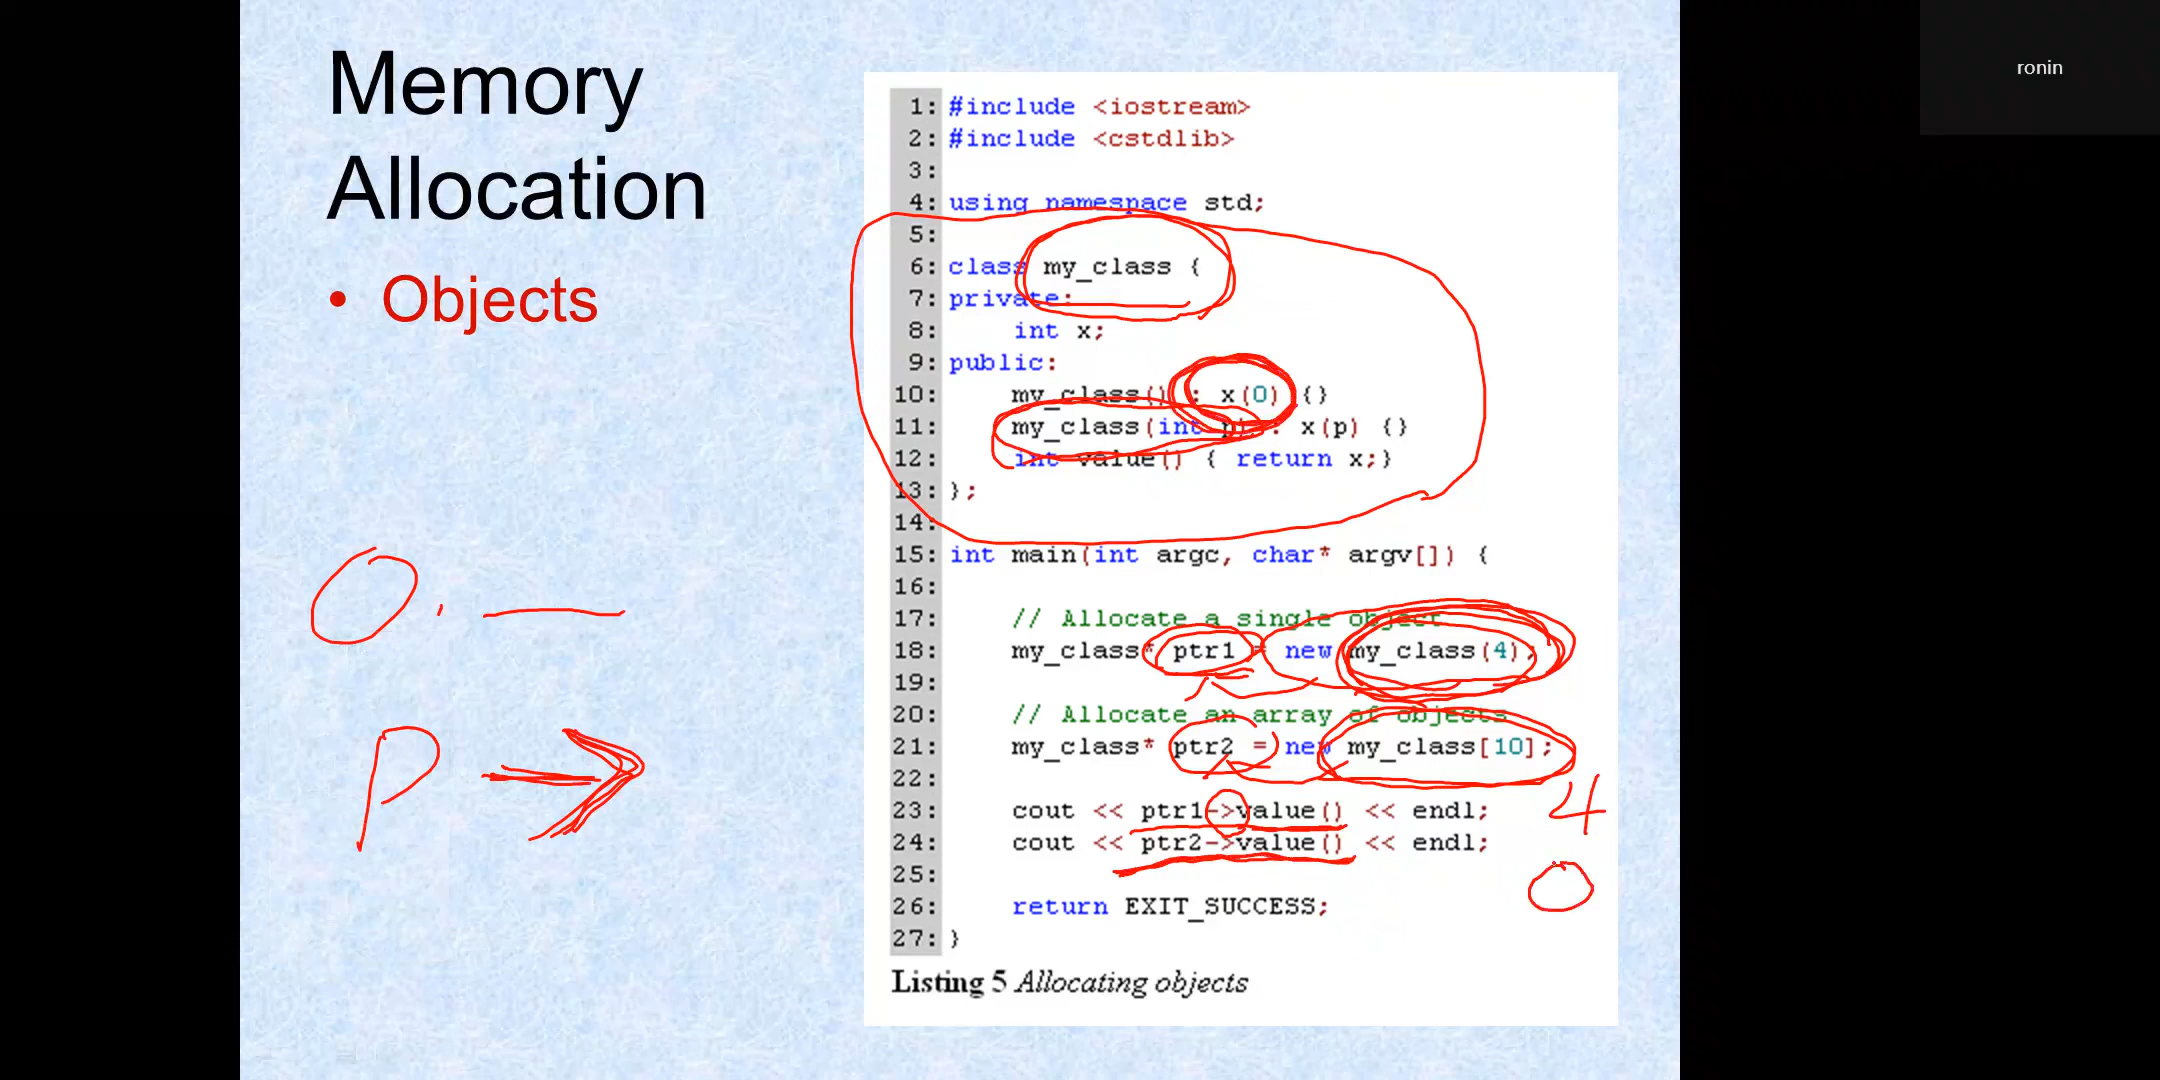 Memory
Allocation
• Objects
O. —
P →
1: #include <iostream>
2: #include <cstdlib>
3:
4: using namespace std;
5:
6: class my_class {
7: private:
8:     int x;
9: public:
10:     my_class() : x(0) {}
11:     my_class(int p) : x(p) {}
12:     int value() { return x;}
13: };
14:
15: int main(int argc, char* argv[]) {
16:
17:     // Allocate a single object
18:     my_class* ptr1 = new my_class(4);
19:
20:     // Allocate an array of objects
21:     my_class* ptr2 = new my_class[10];
22:
23:     cout << ptr1->value() << endl;
4
24:     cout << ptr2->value() << endl;
0
25:
26:     return EXIT_SUCCESS;
27: }
Listing 5 Allocating objects
ronin